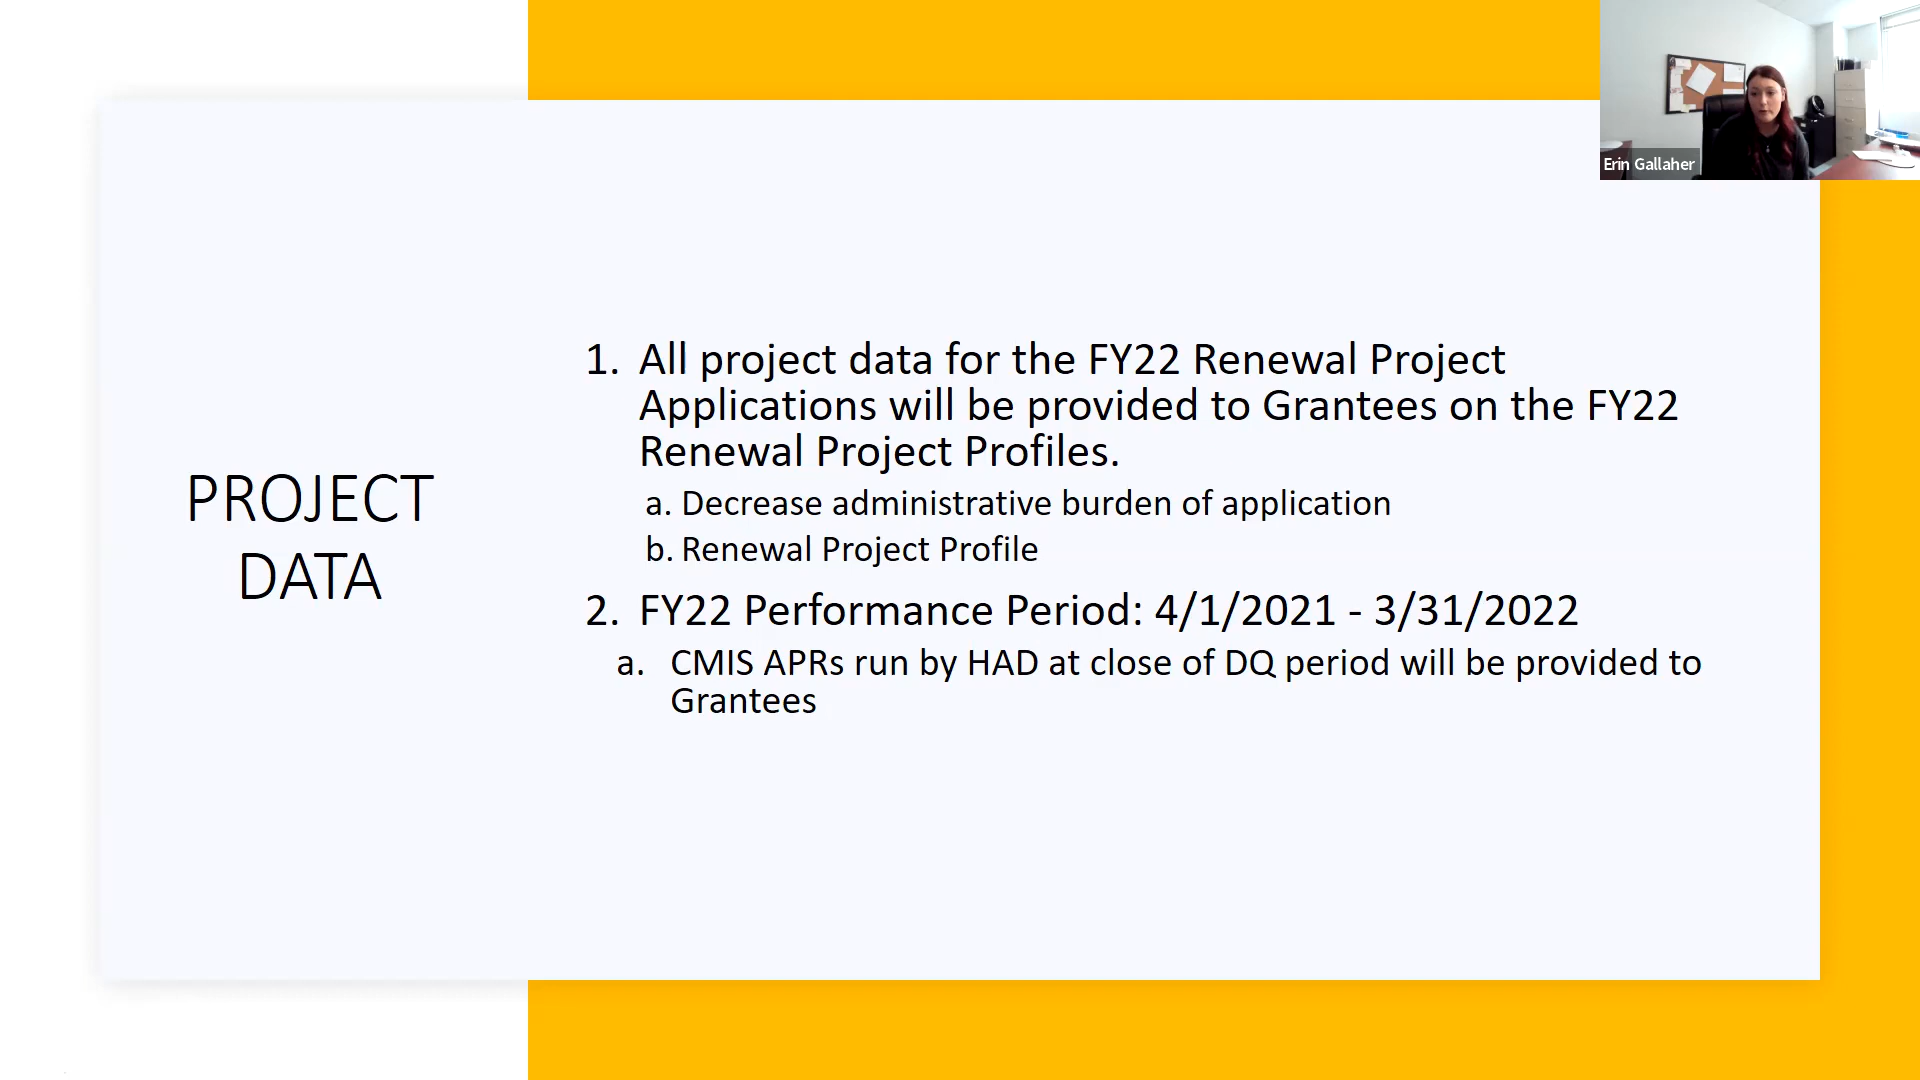 Erin Gallaher
PROJECT
DATA
1. All project data for the FY22 Renewal Project
Applications will be provided to Grantees on the FY22
Renewal Project Profiles.
a. Decrease administrative burden of application
b. Renewal Project Profile
2. FY22 Performance Period: 4/1/2021 - 3/31/2022
a. CMIS APRs run by HAD at close of DQ period will be provided to
Grantees